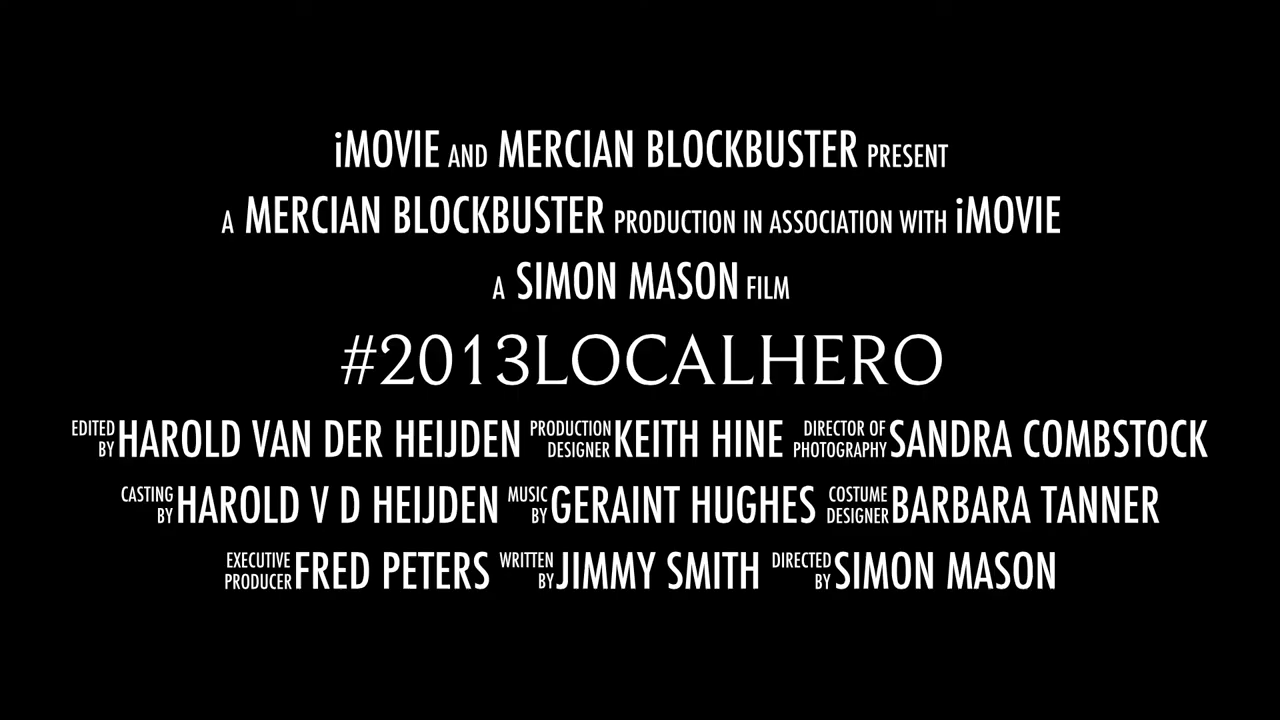 iMOVIE AND MERCIAN BLOCKBUSTER PRESENT
A MERCIAN BLOCKBUSTER PRODUCTION IN ASSOCIATION WITH iMOVIE
A SIMON MASON FILM
#2013LOCALHERO
EDITED BY HAROLD VAN DER HEIJDEN PRODUCTION DESIGNER KEITH HINE DIRECTOR OF PHOTOGRAPHY SANDRA COMBSTOCK
CASTING BY HAROLD V D HEIJDEN MUSIC BY GERAINT HUGHES COSTUME DESIGNER BARBARA TANNER
EXECUTIVE PRODUCER FRED PETERS WRITTEN BY JIMMY SMITH DIRECTED BY SIMON MASON